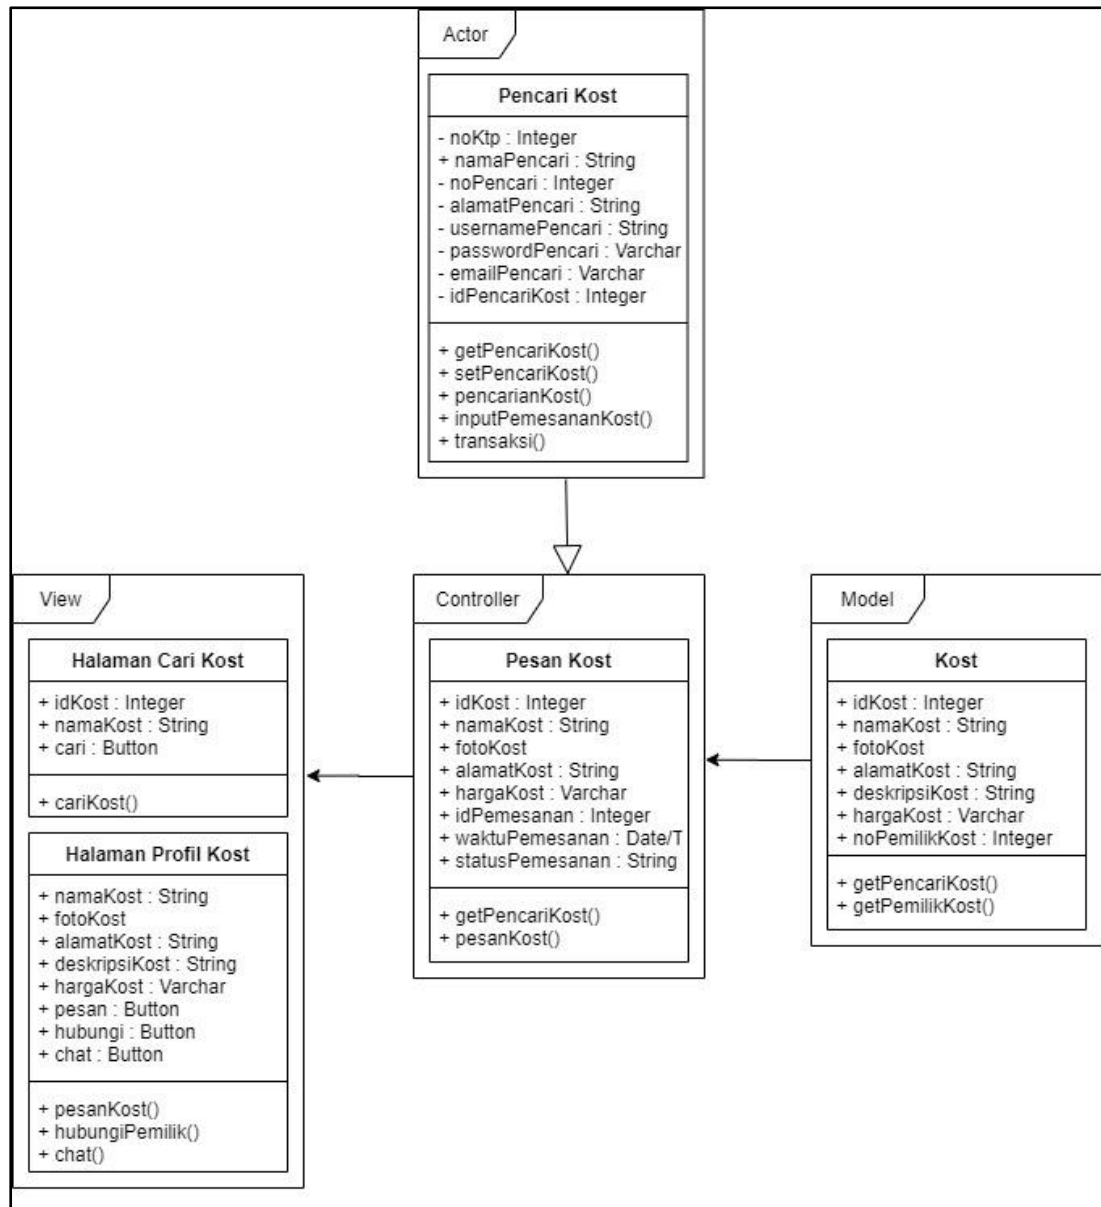 Actor
Pencari Kost
- noKtp : Integer
+ namaPencari : String
- noPencari : Integer
- alamatPencari : String
- usernamePencari : String
- passwordPencari : Varchar
- emailPencari : Varchar
- idPencariKost : Integer
+ getPencariKost()
+ setPencariKost()
+ pencarianKost()
+ inputPemesananKost()
+ transaksi()
View
Halaman Cari Kost
+ idKost : Integer
+ namaKost : String
+ cari : Button
+ cariKost()
Halaman Profil Kost
+ namaKost : String
+ fotoKost
+ alamatKost : String
+ deskripsiKost : String
+ hargaKost : Varchar
+ pesan : Button
+ hubungi : Button
+ chat : Button
+ pesanKost()
+ hubungiPemilik()
+ chat()
Controller
Pesan Kost
+ idKost : Integer
+ namaKost : String
+ fotoKost
+ alamatKost : String
+ hargaKost : Varchar
+ idPemesanan : Integer
+ waktuPemesanan : Date/T
+ statusPemesanan : String
+ getPencariKost()
+ pesanKost()
Model
Kost
+ idKost : Integer
+ namaKost : String
+ fotoKost
+ alamatKost : String
+ deskripsiKost : String
+ hargaKost : Varchar
+ noPemilikKost : Integer
+ getPencariKost()
+ getPemilikKost()